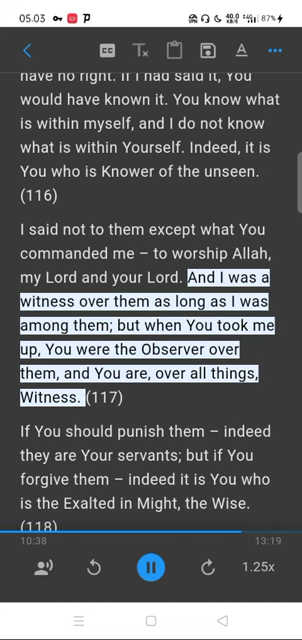 05.03
40.0
KB/S
87%
CC
A
have no right. If I had said it, You
would have known it. You know what
is within myself, and I do not know
what is within Yourself. Indeed, it is
You who is Knower of the unseen.
(116)
I said not to them except what You
commanded me – to worship Allah,
my Lord and your Lord. And I was a
witness over them as long as I was
among them; but when You took me
up, You were the Observer over
them, and You are, over all things,
Witness. (117)
If You should punish them – indeed
they are Your servants; but if You
forgive them – indeed it is You who
is the Exalted in Might, the Wise.
(118)
10:38
13:19
1.25x